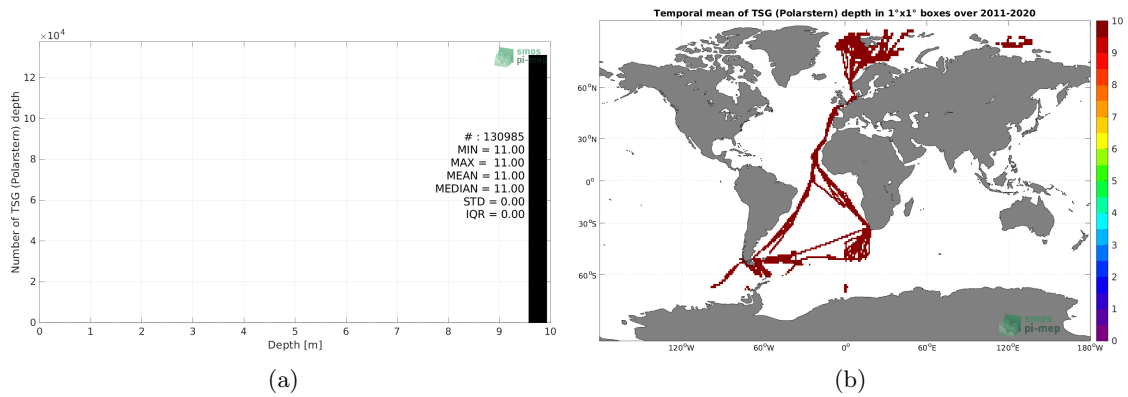 ×10⁴
smos
pi-mep
Number of TSG (Polarstern) depth
12
10
8
6
4
2
0
# : 130985
MIN = 11.00
MAX = 11.00
MEAN = 11.00
MEDIAN = 11.00
STD = 0.00
IQR = 0.00
0 1 2 3 4 5 6 7 8 9 10
Depth [m]
(a)
Temporal mean of TSG (Polarstern) depth in 1°x1° boxes over 2011-2020
60°N
30°N
0°
30°S
60°S
120°W 60°W 0° 60°E 120°E 180°W
smos
pi-mep
10
9
8
7
6
5
4
3
2
1
0
(b)